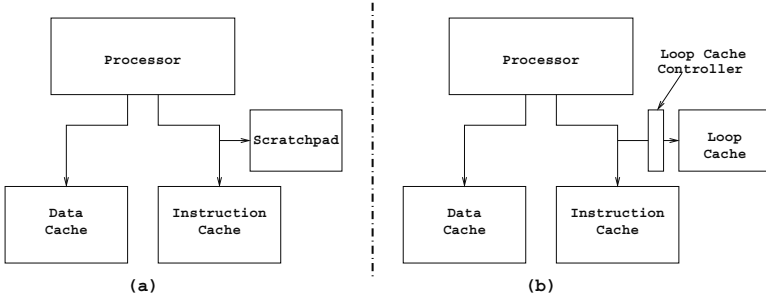 Processor
Scratchpad
Data
Cache
Instruction
Cache
(a)
Processor
Loop Cache
Controller
Loop
Cache
Data
Cache
Instruction
Cache
(b)